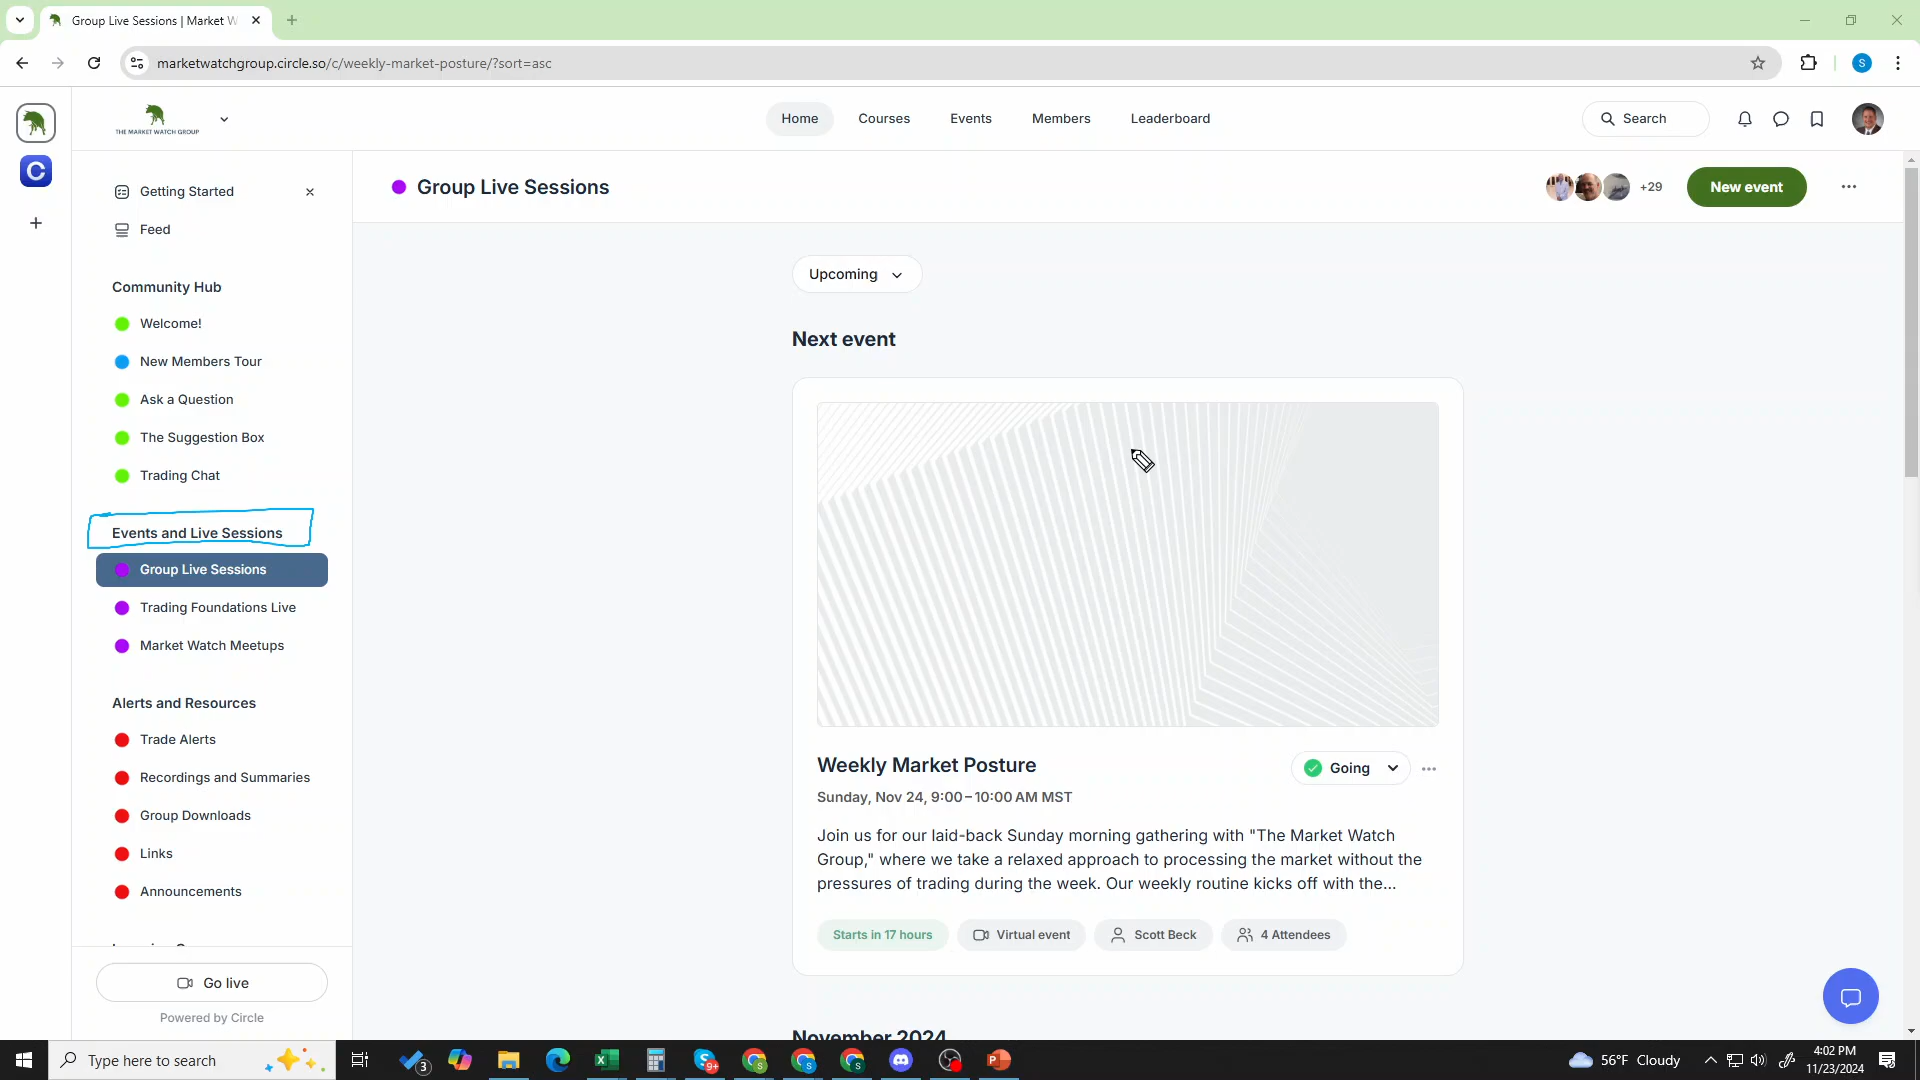 Group Live Sessions | Market W
marketwatchgroup.circle.so/c/weekly-market-posture/?sort=asc
S
THE MARKET WATCH GROUP
Home
Courses
Events
Members
Leaderboard
Search
C
Getting Started
Feed
Community Hub
Welcome!
New Members Tour
Ask a Question
The Suggestion Box
Trading Chat
Events and Live Sessions
Group Live Sessions
Trading Foundations Live
Market Watch Meetups
Alerts and Resources
Trade Alerts
Recordings and Summaries
Group Downloads
Links
Announcements
Go live
Powered by Circle
Group Live Sessions
+29
New event
Upcoming
Next event
Weekly Market Posture
Going
Sunday, Nov 24, 9:00 – 10:00 AM MST
Join us for our laid-back Sunday morning gathering with "The Market Watch
Group," where we take a relaxed approach to processing the market without the
pressures of trading during the week. Our weekly routine kicks off with the...
Starts in 17 hours
Virtual event
Scott Beck
4 Attendees
November 2024
Type here to search
3
9+
56°F Cloudy
4:02 PM
11/23/2024